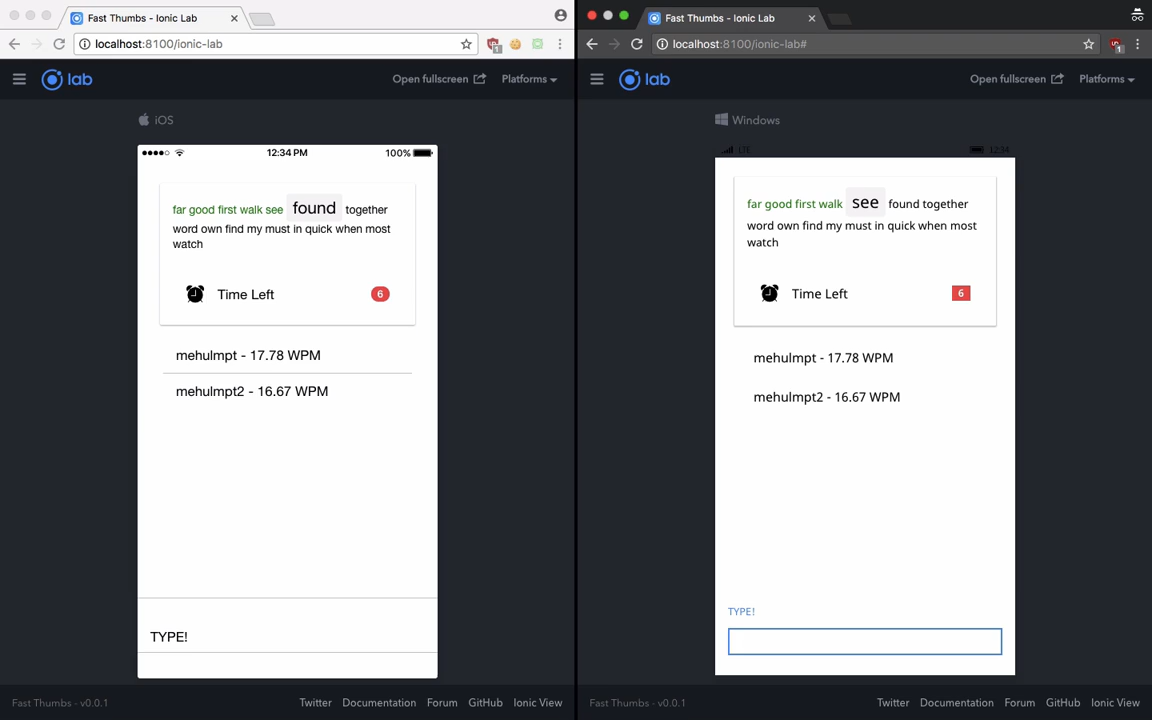 Fast Thumbs - Ionic Lab
localhost:8100/ionic-lab
1
lab
Open fullscreen
Platforms
iOS
12:34 PM
100%
far good first walk see found together
word own find my must in quick when most
watch
Time Left
6
mehulmpt - 17.78 WPM
mehulmpt2 - 16.67 WPM
TYPE!
Fast Thumbs - v0.0.1
Twitter Documentation Forum GitHub Ionic View
Fast Thumbs - Ionic Lab
localhost:8100/ionic-lab#
1
lab
Open fullscreen
Platforms
Windows
LTE
12:34
far good first walk see found together
word own find my must in quick when most
watch
Time Left
6
mehulmpt - 17.78 WPM
mehulmpt2 - 16.67 WPM
TYPE!
Fast Thumbs - v0.0.1
Twitter Documentation Forum GitHub Ionic View